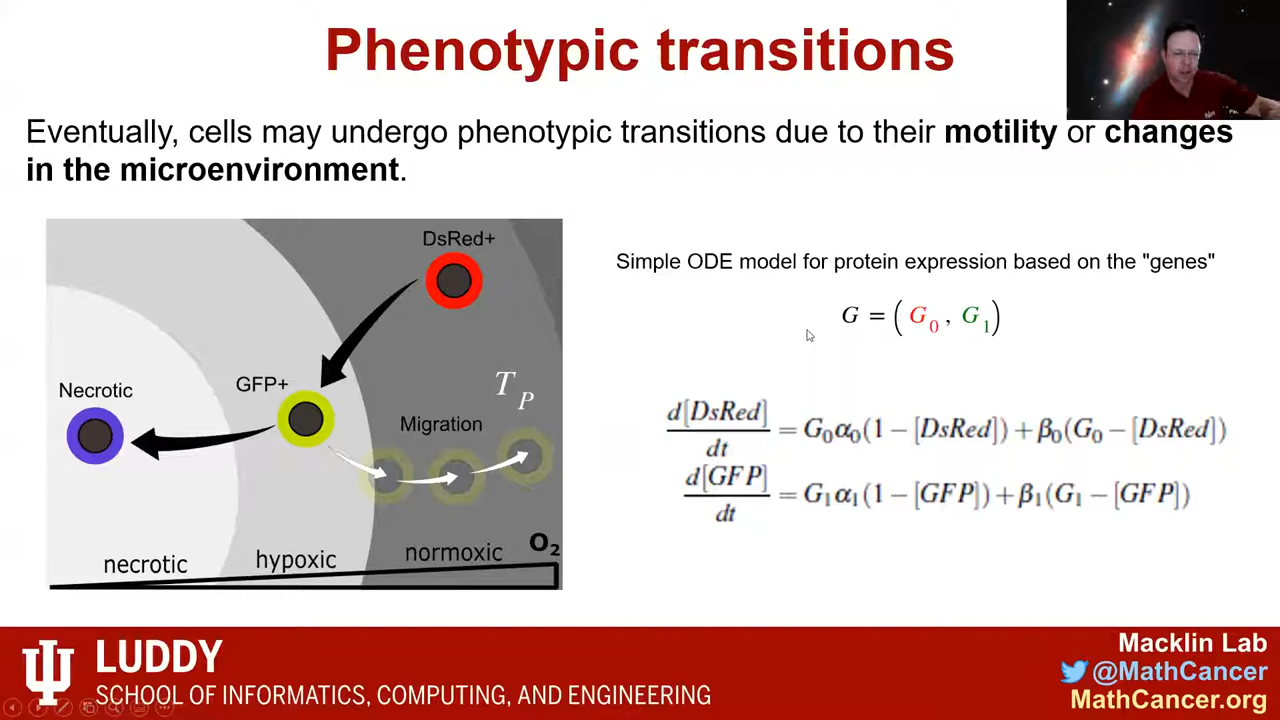 Phenotypic transitions
Eventually, cells may undergo phenotypic transitions due to their motility or changes
in the microenvironment.
DsRed+
Necrotic
GFP+
T_P
Migration
necrotic
hypoxic
normoxic
O₂
Simple ODE model for protein expression based on the "genes"
G = ( G₀ , G₁ )
d[DsRed]/dt = G₀α₀(1 − [DsRed]) + β₀(G₀ − [DsRed])
d[GFP]/dt = G₁α₁(1 − [GFP]) + β₁(G₁ − [GFP])
LUDDY
SCHOOL OF INFORMATICS, COMPUTING, AND ENGINEERING
Macklin Lab
@MathCancer
MathCancer.org